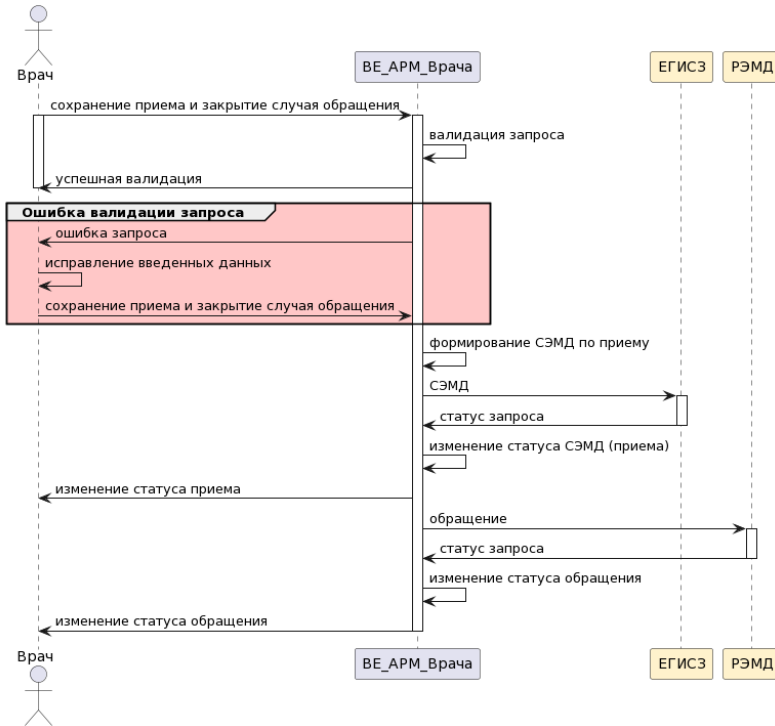 Врач
BE_АРМ_Врача
ЕГИСЗ
РЭМД
сохранение приема и закрытие случая обращения
валидация запроса
успешная валидация
Ошибка валидации запроса
ошибка запроса
исправление введенных данных
сохранение приема и закрытие случая обращения
формирование СЭМД по приему
СЭМД
статус запроса
изменение статуса СЭМД (приема)
изменение статуса приема
обращение
статус запроса
изменение статуса обращения
изменение статуса обращения
Врач
BE_АРМ_Врача
ЕГИСЗ
РЭМД